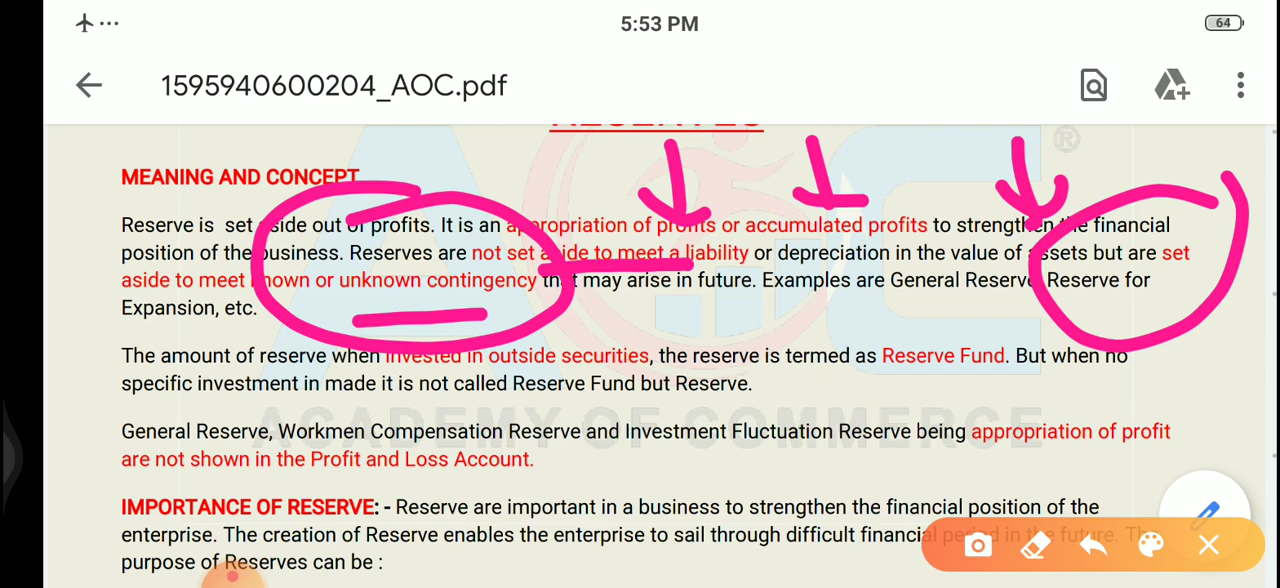 5:53 PM
64
1595940600204_AOC.pdf
RESERVES
MEANING AND CONCEPT
Reserve is set aside out of profits. It is an appropriation of profits or accumulated profits to strengthen the financial
position of the business. Reserves are not set aside to meet a liability or depreciation in the value of assets but are set
aside to meet known or unknown contingency that may arise in future. Examples are General Reserve, Reserve for
Expansion, etc.
The amount of reserve when invested in outside securities, the reserve is termed as Reserve Fund. But when no
specific investment in made it is not called Reserve Fund but Reserve.
ACADEMY OF COMMERCE
General Reserve, Workmen Compensation Reserve and Investment Fluctuation Reserve being appropriation of profit
are not shown in the Profit and Loss Account.
IMPORTANCE OF RESERVE: - Reserve are important in a business to strengthen the financial position of the
enterprise. The creation of Reserve enables the enterprise to sail through difficult financial period in the future. The
purpose of Reserves can be :